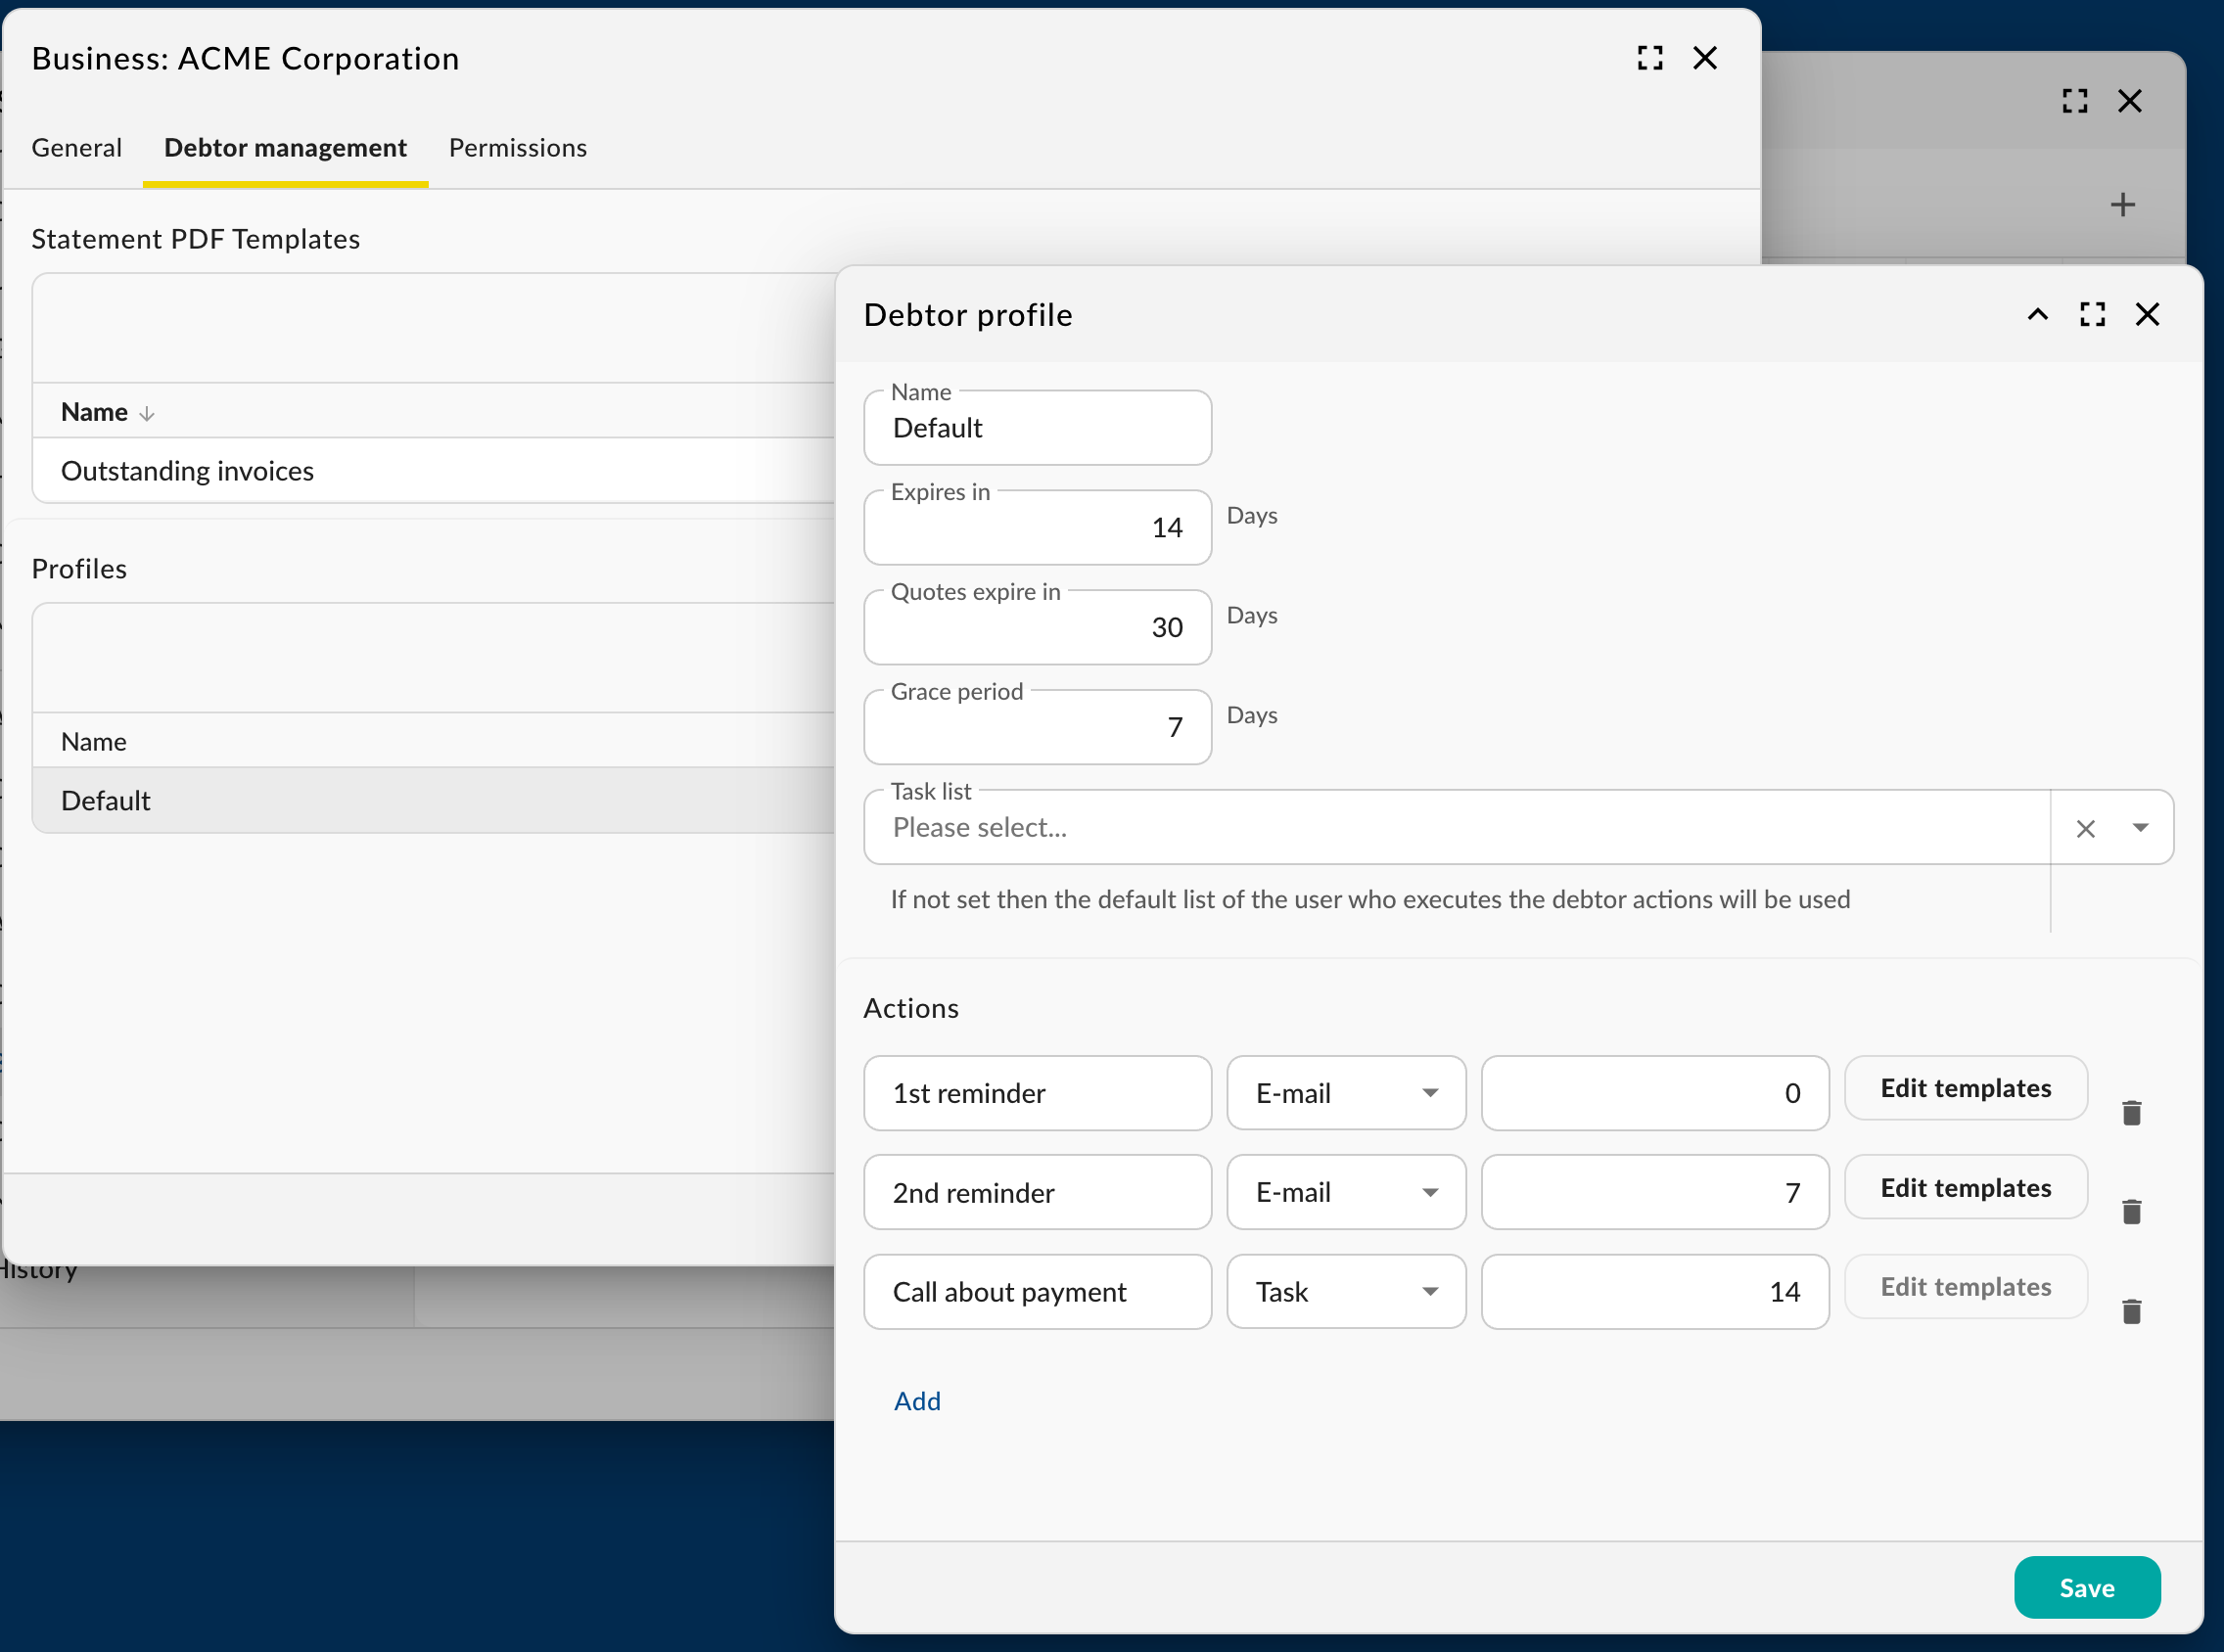 Business: ACME Corporation
General Debtor management Permissions
Statement PDF Templates
Name
Outstanding invoices
Profiles
Name
Default
History
Debtor profile
Name
Default
Expires in
14 Days
Quotes expire in
30 Days
Grace period
7 Days
Task list
Please select...
If not set then the default list of the user who executes the debtor actions will be used
Actions
1st reminder E-mail 0 Edit templates
2nd reminder E-mail 7 Edit templates
Call about payment Task 14 Edit templates
Add
Save